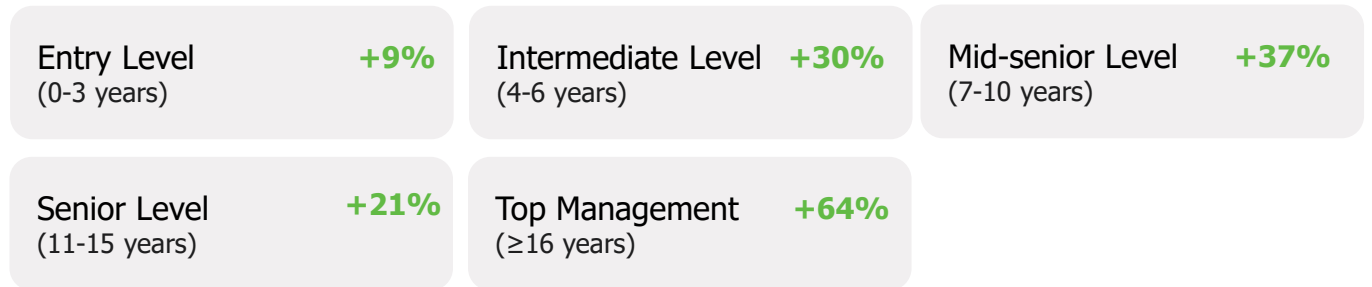 Entry Level +9%
(0-3 years)
Intermediate Level +30%
(4-6 years)
Mid-senior Level +37%
(7-10 years)
Senior Level +21%
(11-15 years)
Top Management +64%
(≥16 years)